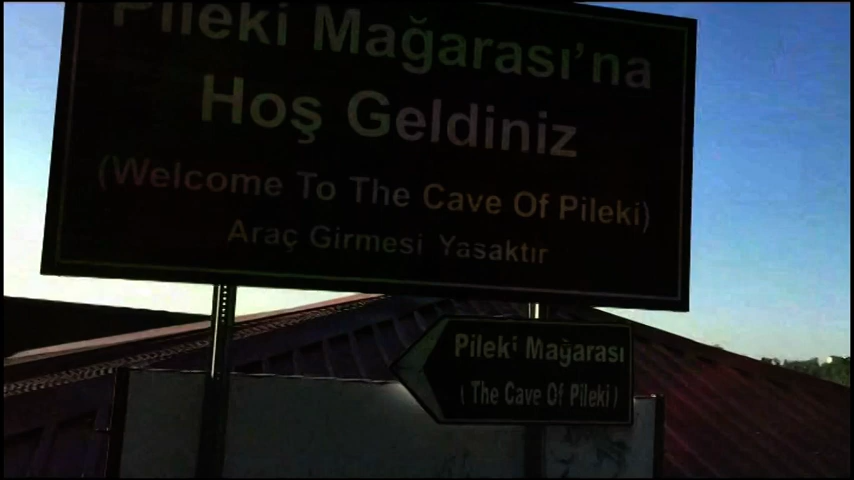 Pileki Mağarası'na
Hoş Geldiniz
(Welcome To The Cave Of Pileki)
Araç Girmesi Yasaktır
Pileki Mağarası
(The Cave Of Pileki)